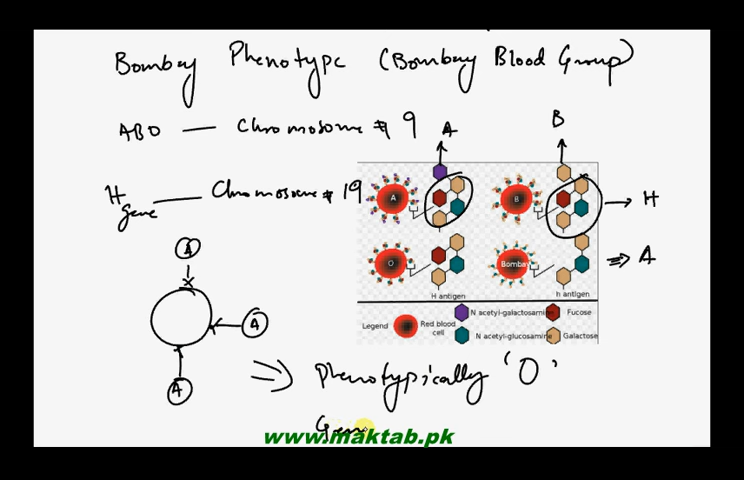 Bombay Phenotype (Bombay Blood Group)
ABO — Chromosome # 9
A
B
H gene — Chromosome # 19
A
B
H
O
Bombay
A
H antigen
h antigen
Legend
Red blood cell
N acetyl-galactosamine
Fucose
N acetyl-glucosamine
Galactose
A
A
A
⇒ Phenotypically 'O'
Gen
www.maktab.pk